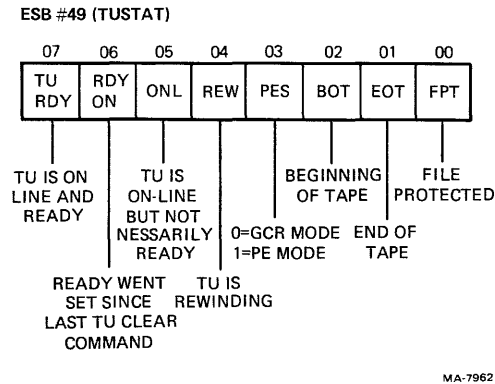 ESB #49 (TUSTAT)
07 06 05 04 03 02 01 00
TU RDY
RDY ON
ONL
REW
PES
BOT
EOT
FPT
TU IS ON
LINE AND
READY
TU IS
ON-LINE
BUT NOT
NESSARILY
READY
BEGINNING
OF TAPE
FILE
PROTECTED
0=GCR MODE
1=PE MODE
END OF
TAPE
READY WENT
SET SINCE
LAST TU CLEAR
COMMAND
TU IS
REWINDING
MA-7962